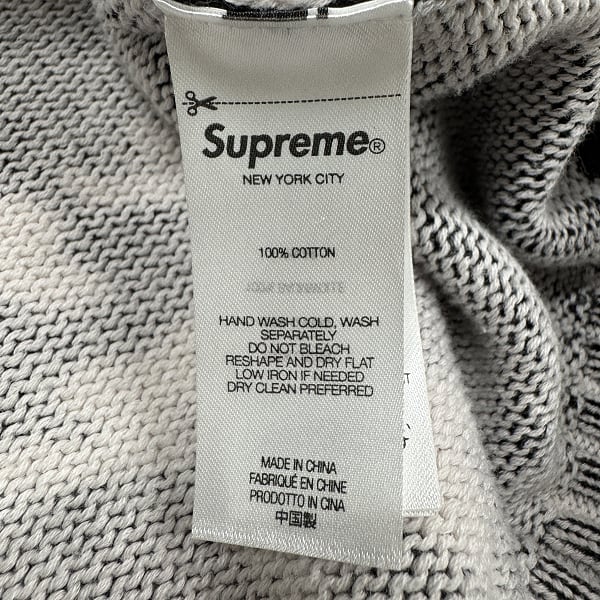 Supreme®
NEW YORK CITY
100% COTTON
HAND WASH COLD, WASH
SEPARATELY
DO NOT BLEACH
RESHAPE AND DRY FLAT
LOW IRON IF NEEDED
DRY CLEAN PREFERRED
MADE IN CHINA
FABRIQUÉ EN CHINE
PRODOTTO IN CINA
中国製